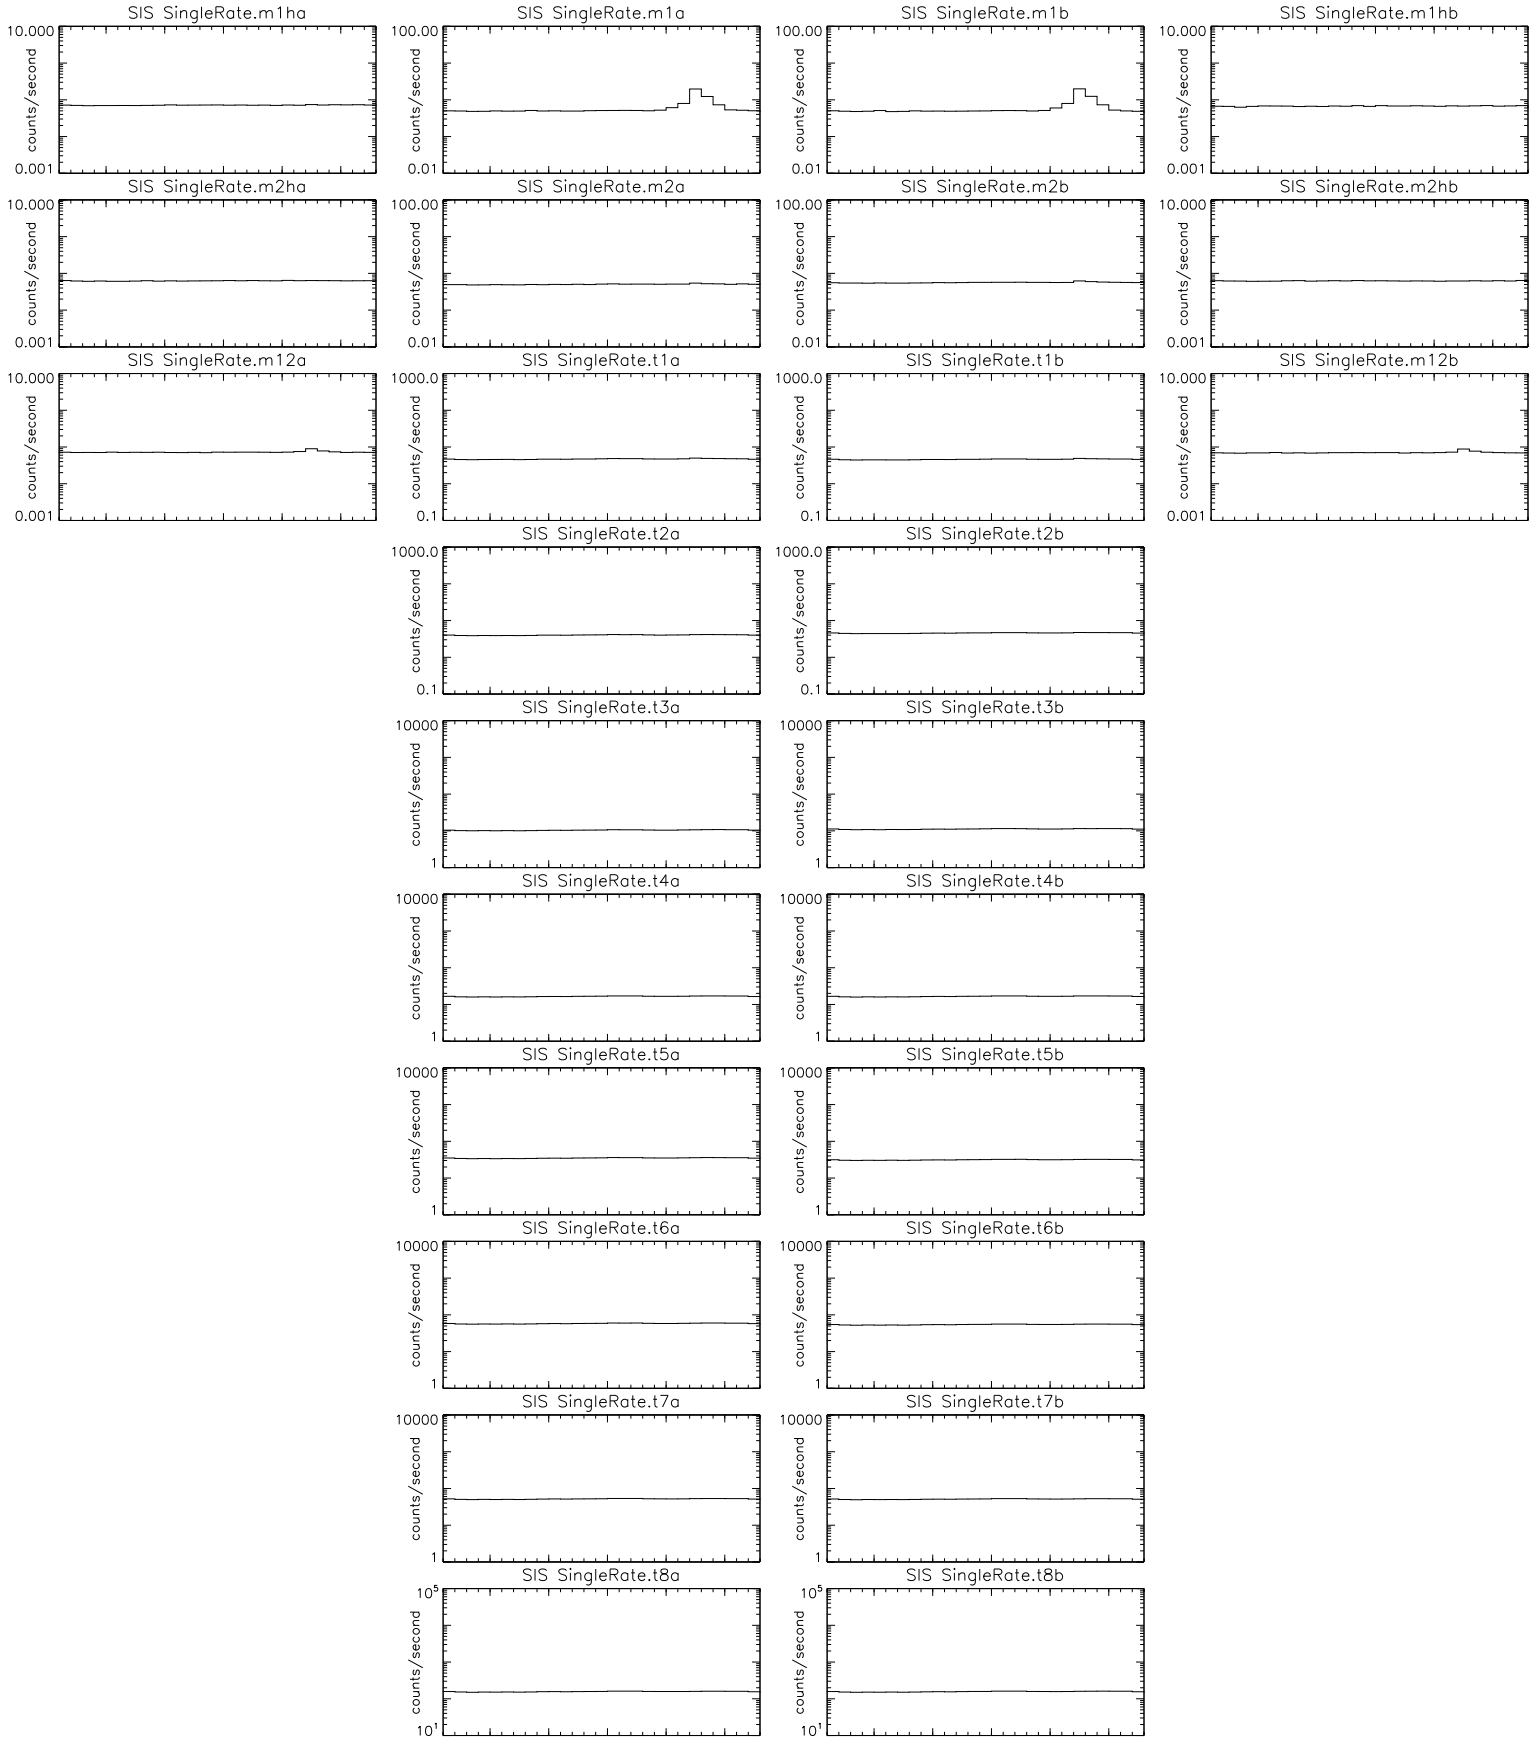 SIS SingleRate.m1ha
SIS SingleRate.m1a
SIS SingleRate.m1b
SIS SingleRate.m1hb
10.000
counts/second
0.001
100.00
counts/second
0.01
100.00
counts/second
0.01
10.000
counts/second
0.001
SIS SingleRate.m2ha
SIS SingleRate.m2a
SIS SingleRate.m2b
SIS SingleRate.m2hb
10.000
counts/second
0.001
100.00
counts/second
0.01
100.00
counts/second
0.01
10.000
counts/second
0.001
SIS SingleRate.m12a
SIS SingleRate.t1a
SIS SingleRate.t1b
SIS SingleRate.m12b
10.000
counts/second
0.001
1000.0
counts/second
0.1
1000.0
counts/second
0.1
10.000
counts/second
0.001
SIS SingleRate.t2a
SIS SingleRate.t2b
1000.0
counts/second
0.1
1000.0
counts/second
0.1
SIS SingleRate.t3a
SIS SingleRate.t3b
10000
counts/second
1
10000
counts/second
1
SIS SingleRate.t4a
SIS SingleRate.t4b
10000
counts/second
1
10000
counts/second
1
SIS SingleRate.t5a
SIS SingleRate.t5b
10000
counts/second
1
10000
counts/second
1
SIS SingleRate.t6a
SIS SingleRate.t6b
10000
counts/second
1
10000
counts/second
1
SIS SingleRate.t7a
SIS SingleRate.t7b
10000
counts/second
1
10000
counts/second
1
SIS SingleRate.t8a
SIS SingleRate.t8b
10⁵
counts/second
10¹
10⁵
counts/second
10¹